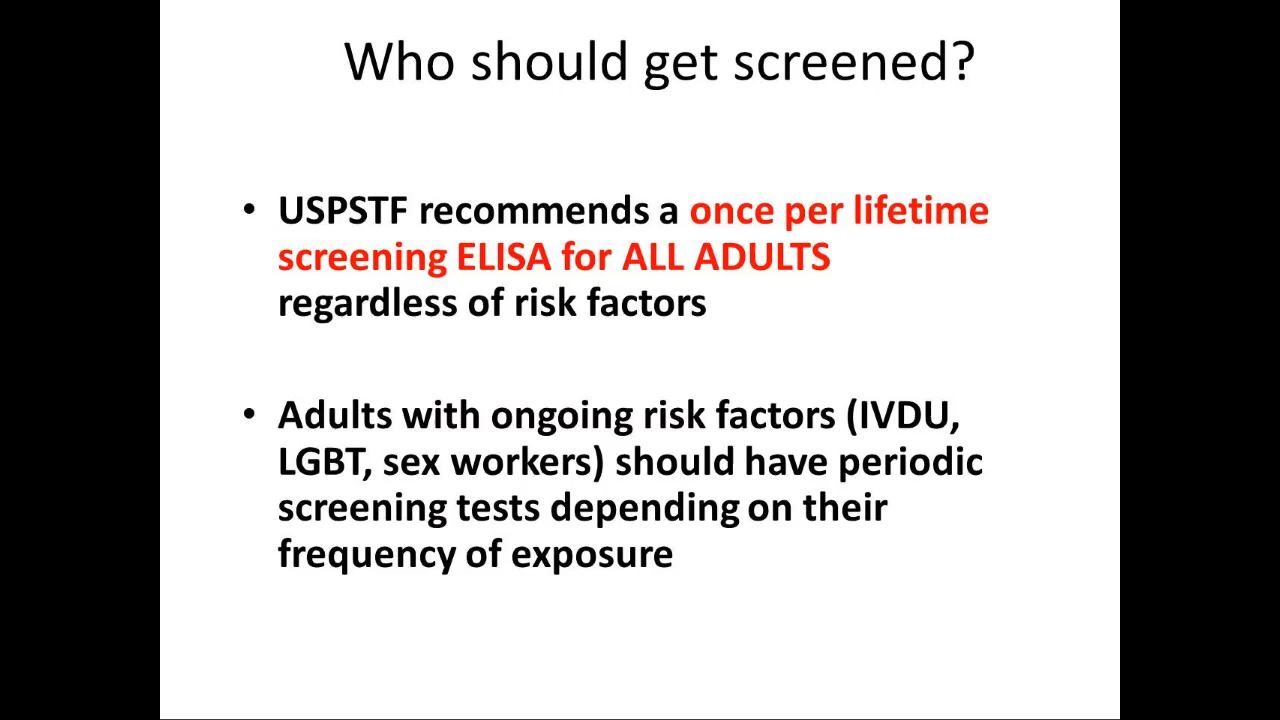 Who should get screened?
• USPSTF recommends a once per lifetime
screening ELISA for ALL ADULTS
regardless of risk factors
• Adults with ongoing risk factors (IVDU,
LGBT, sex workers) should have periodic
screening tests depending on their
frequency of exposure